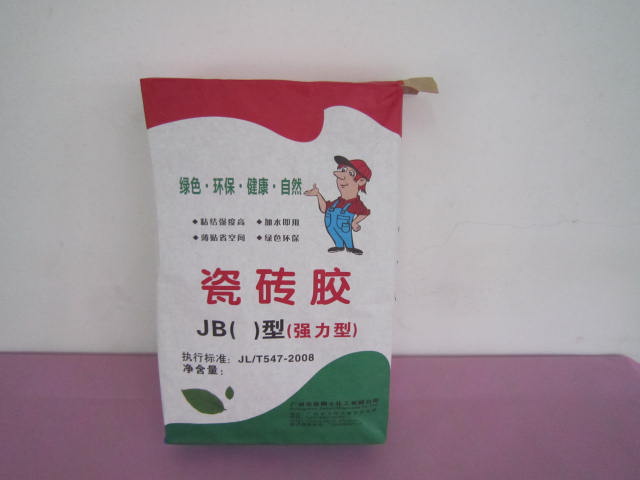 绿色·环保·健康·自然
◆粘结强度高 ◆加水即用
◆薄贴省空间 ◆绿色环保
瓷砖胶
JB( )型(强力型)
执行标准: JL/T547-2008
净含量: